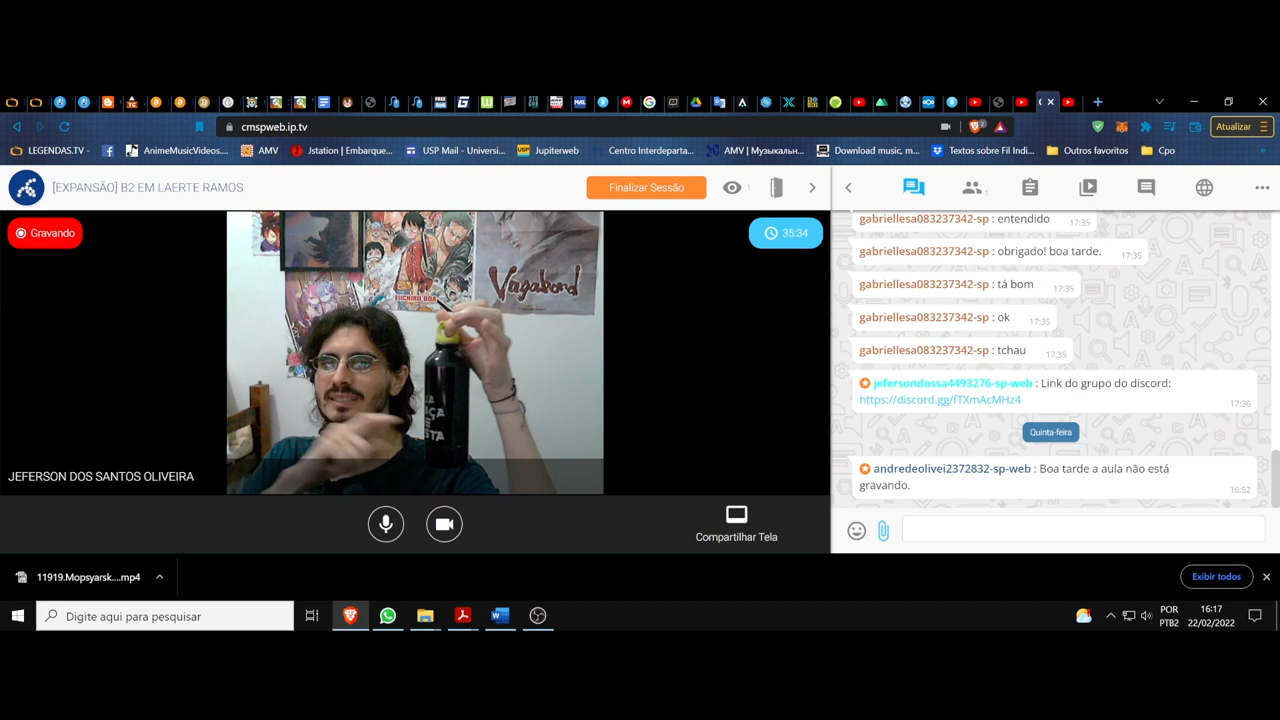 cmspweb.ip.tv
Atualizar
LEGENDAS.TV -
AnimeMusicVideos....
AMV
Jstation | Embarque...
USP Mail - Universi...
Jupiterweb
Centro Interdeparta...
Download music, m...
Textos sobre Fil Indi...
Outros favoritos
Cpo
[EXPANSÃO] B2 EM LAERTE RAMOS
Finalizar Sessão
1
1
Gravando
35:34
Vagabond
JEFERSON DOS SANTOS OLIVEIRA
Compartilhar Tela
gabriellesa083237342-sp : entendido
17:35
gabriellesa083237342-sp : obrigado! boa tarde.
17:35
gabriellesa083237342-sp : tá bom
17:35
gabriellesa083237342-sp : ok
17:35
gabriellesa083237342-sp : tchau
17:35
jefersondossa4493276-sp-web : Link do grupo do discord:
https://discord.gg/fTXmAcMHz4
17:36
Quinta-feira
andredeolivei2372832-sp-web : Boa tarde a aula não está
gravando.
16:52
11919.Mopsyarsk....mp4
Exibir todos
Digite aqui para pesquisar
POR
PTB2
16:17
22/02/2022